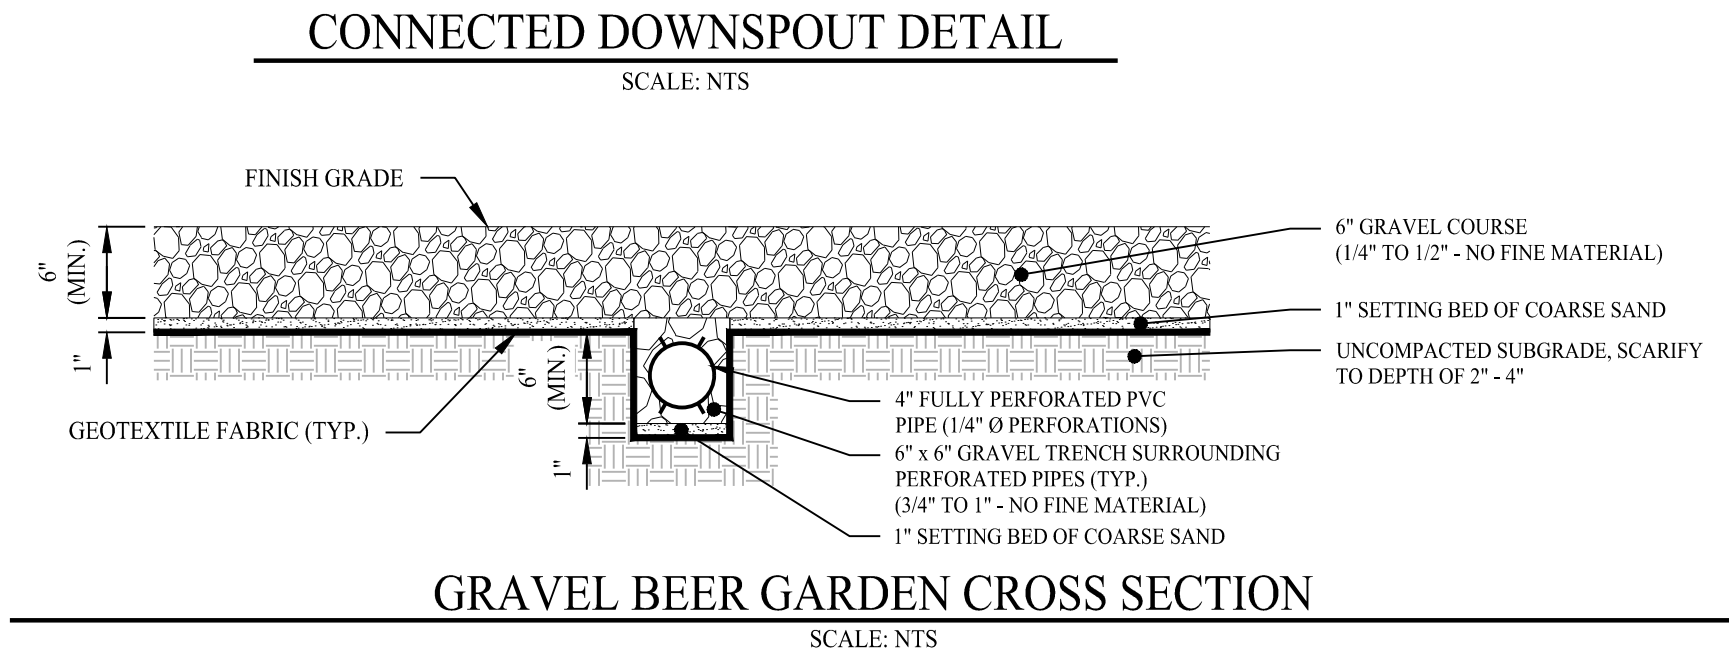 CONNECTED DOWNSPOUT DETAIL
SCALE: NTS
FINISH GRADE
6"
(MIN.)
1"
GEOTEXTILE FABRIC (TYP.)
6"
(MIN.)
1"
6" GRAVEL COURSE
(1/4" TO 1/2" - NO FINE MATERIAL)
1" SETTING BED OF COARSE SAND
UNCOMPACTED SUBGRADE, SCARIFY
TO DEPTH OF 2" - 4"
4" FULLY PERFORATED PVC
PIPE (1/4" Ø PERFORATIONS)
6" x 6" GRAVEL TRENCH SURROUNDING
PERFORATED PIPES (TYP.)
(3/4" TO 1" - NO FINE MATERIAL)
1" SETTING BED OF COARSE SAND
GRAVEL BEER GARDEN CROSS SECTION
SCALE: NTS